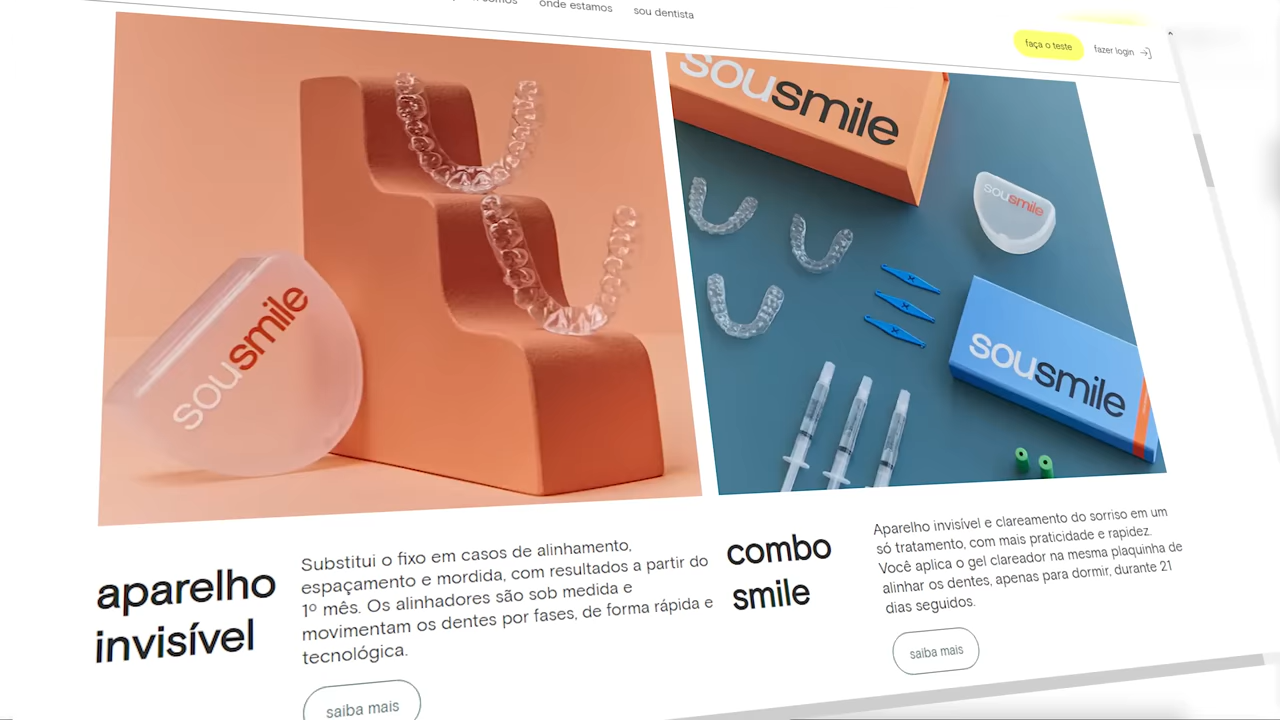 onde estamos
sou dentista
faça o teste
fazer login
sousmile
sousmile
sousmile
sousmile
aparelho
invisível
Substitui o fixo em casos de alinhamento,
espaçamento e mordida, com resultados a partir do
1º mês. Os alinhadores são sob medida e
movimentam os dentes por fases, de forma rápida e
tecnológica.
saiba mais
combo
smile
Aparelho invisível e clareamento do sorriso em um
só tratamento, com mais praticidade e rapidez.
Você aplica o gel clareador na mesma plaquinha de
alinhar os dentes, apenas para dormir, durante 21
dias seguidos.
saiba mais